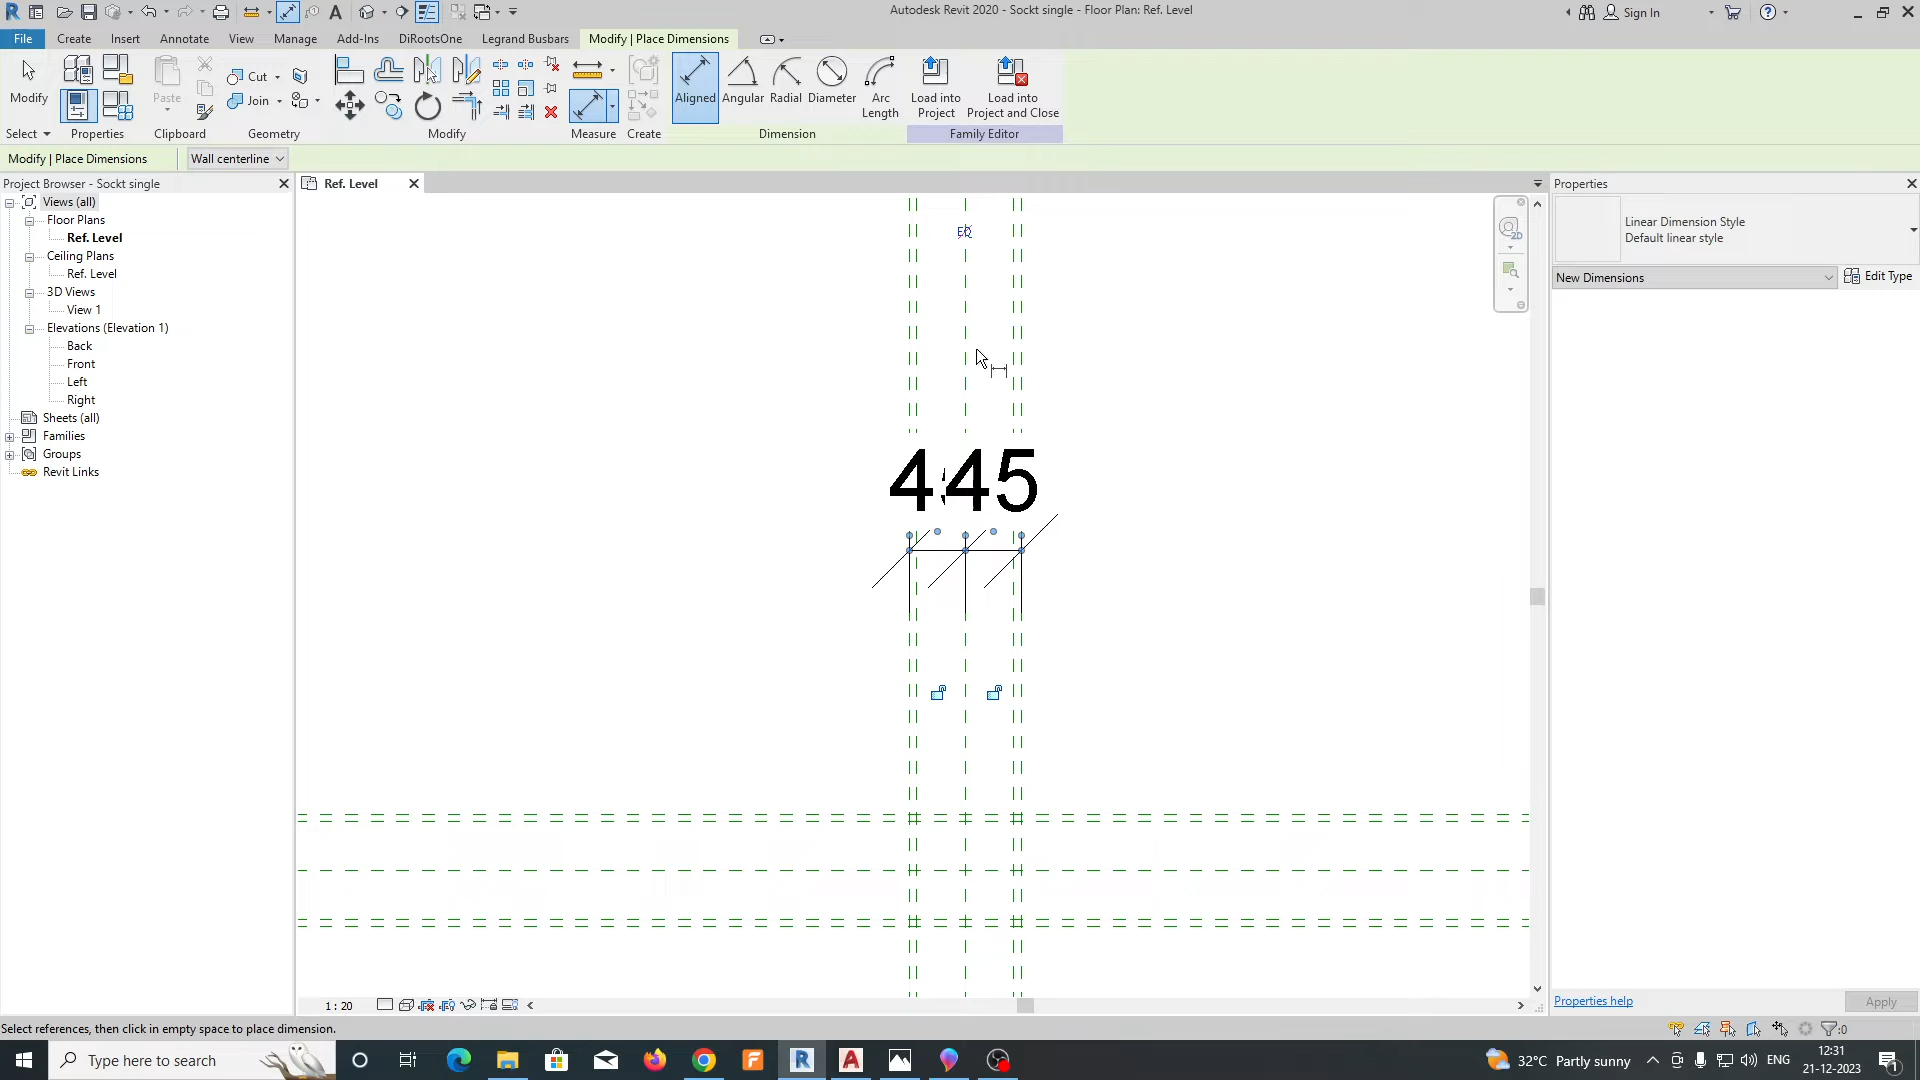 Autodesk Revit 2020 - Sockt single - Floor Plan: Ref. Level
Sign In
File Create Insert Annotate View Manage Add-Ins DiRootsOne Legrand Busbars Modify | Place Dimensions
Modify Paste Cut Join Aligned Angular Radial Diameter Arc Length Load into Project Load into Project and Close
Select Properties Clipboard Geometry Modify Measure Create Dimension Family Editor
Modify | Place Dimensions Wall centerline
Project Browser - Sockt single
Ref. Level
Properties
Views (all)
Floor Plans
Ref. Level
Ceiling Plans
Ref. Level
3D Views
View 1
Elevations (Elevation 1)
Back
Front
Left
Right
Sheets (all)
Families
Groups
Revit Links
EQ
45
2D
Linear Dimension Style
Default linear style
New Dimensions
Edit Type
1 : 20
Properties help
Apply
Select references, then click in empty space to place dimension.
:0
Type here to search
32°C Partly sunny
ENG
12:31
21-12-2023
1